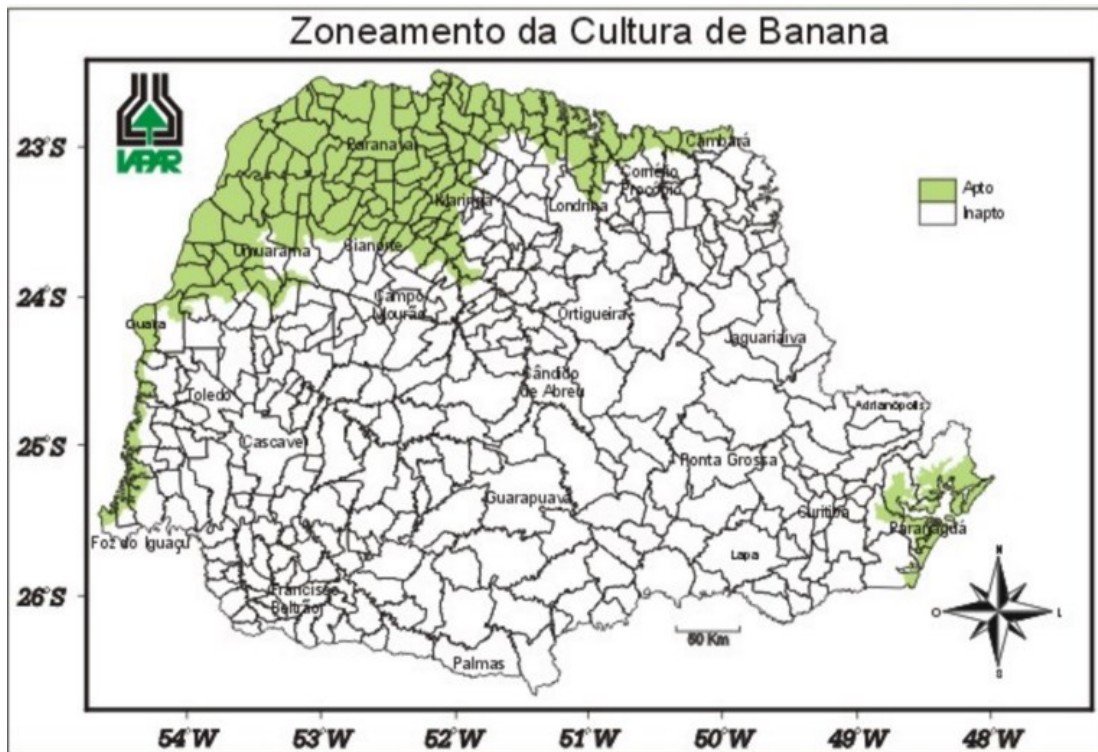 Zoneamento da Cultura de Banana
IAPAR
23°S
24°S
25°S
26°S
54°W
53°W
52°W
51°W
50°W
49°W
48°W
Apto
Inapto
Paranavaí
Cambará
Cornélio
Procópio
Maringá
Londrina
Umuarama
Cianorte
Campo
Mourão
Guaíra
Ortigueira
Jaguariaíva
Toledo
Cândido
de Abreu
Adrianópolis
Cascavel
Ponta Grossa
Guarapuava
Curitiba
Paranaguá
Foz do Iguaçu
Lapa
Francisco
Beltrão
Palmas
50 Km
N
O
L
S